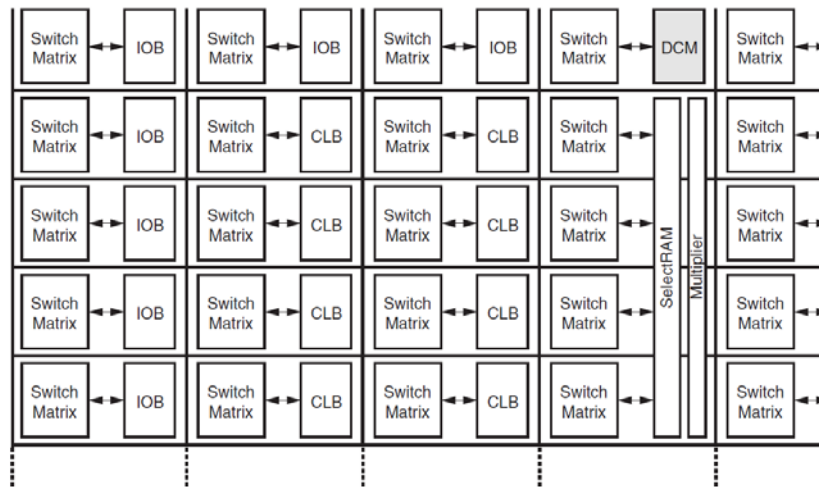 Switch Matrix IOB Switch Matrix IOB Switch Matrix IOB Switch Matrix DCM Switch Matrix
Switch Matrix IOB Switch Matrix CLB Switch Matrix CLB Switch Matrix Switch Matrix
Switch Matrix IOB Switch Matrix CLB Switch Matrix CLB Switch Matrix Switch Matrix
Switch Matrix IOB Switch Matrix CLB Switch Matrix CLB Switch Matrix Switch Matrix
Switch Matrix IOB Switch Matrix CLB Switch Matrix CLB Switch Matrix Switch Matrix
SelectRAM
Multiplier